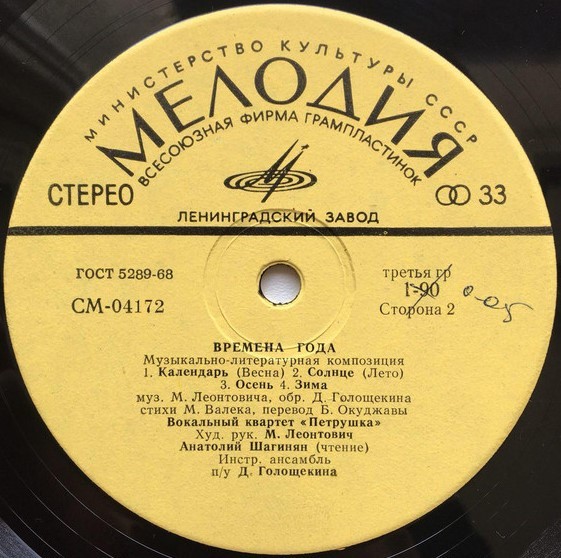 МИНИСТЕРСТВО КУЛЬТУРЫ СССР
МЕЛОДИЯ
ВСЕСОЮЗНАЯ ФИРМА ГРАМПЛАСТИНОК
СТЕРЕО
33
ЛЕНИНГРАДСКИЙ ЗАВОД
ГОСТ 5289-68
третья гр
1-90
СМ-04172
Сторона 2
ВРЕМЕНА ГОДА
Музыкально-литературная композиция
1. Календарь (Весна) 2. Солнце (Лето)
3. Осень 4. Зима
муз. М. Леонтовича, обр. Д. Голощекина
стихи М. Валека, перевод Б. Окуджавы
Вокальный квартет «Петрушка»
Худ. рук. М. Леонтович
Анатолий Шагинян (чтение)
Инстр. ансамбль
п/у Д. Голощекина